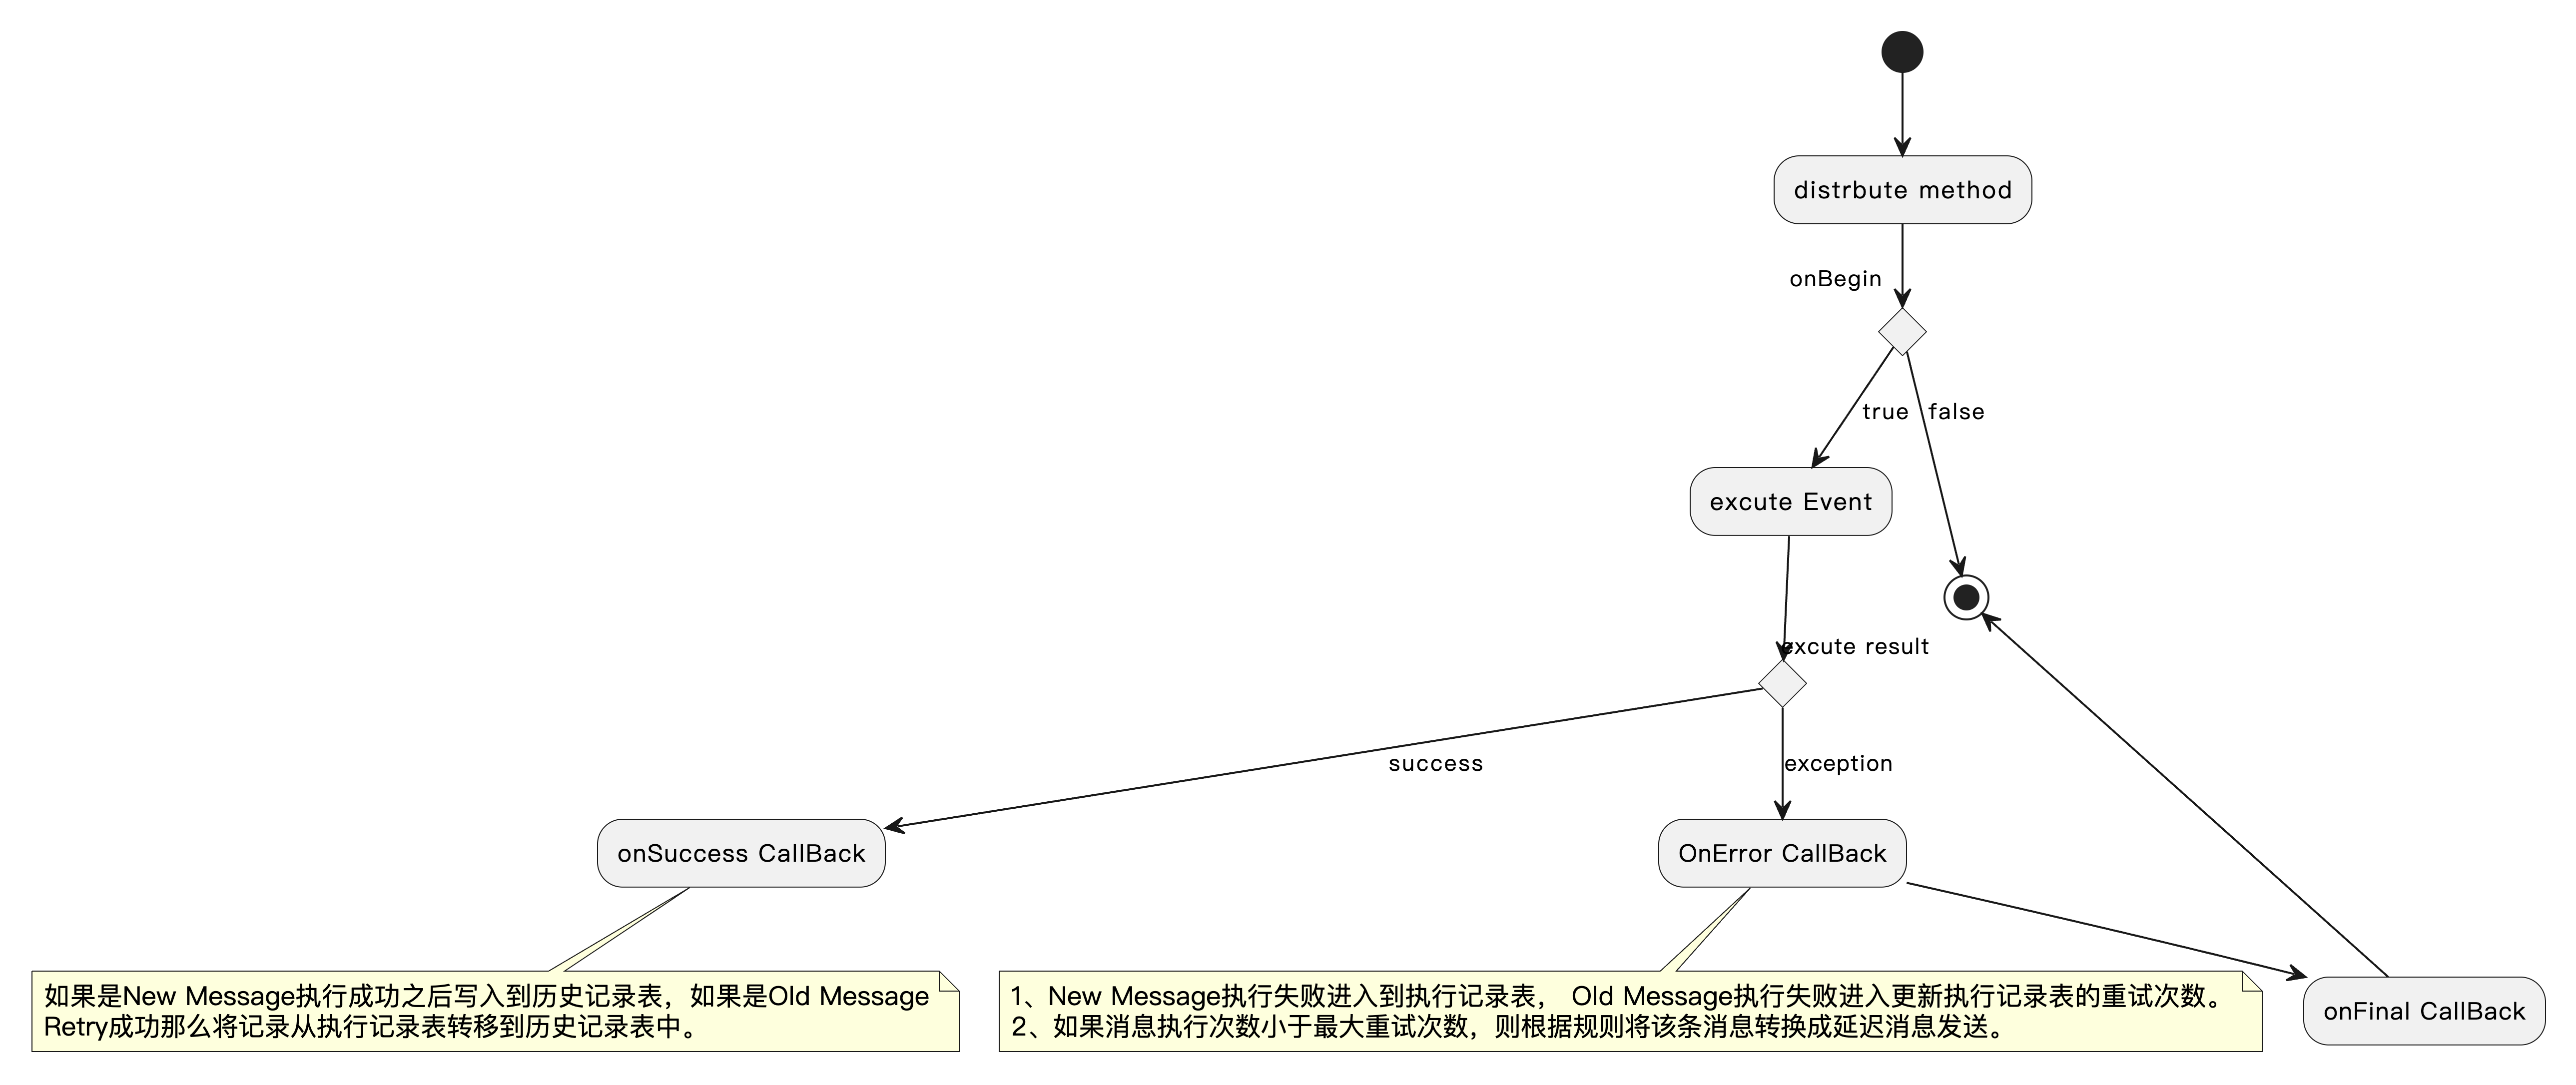 distrbute method
onBegin
true
false
excute Event
excute result
success
exception
onSuccess CallBack
OnError CallBack
如果是New Message执行成功之后写入到历史记录表，如果是Old Message
Retry成功那么将记录从执行记录表转移到历史记录表中。
1、New Message执行失败进入到执行记录表， Old Message执行失败进入更新执行记录表的重试次数。
2、如果消息执行次数小于最大重试次数，则根据规则将该条消息转换成延迟消息发送。
onFinal CallBack